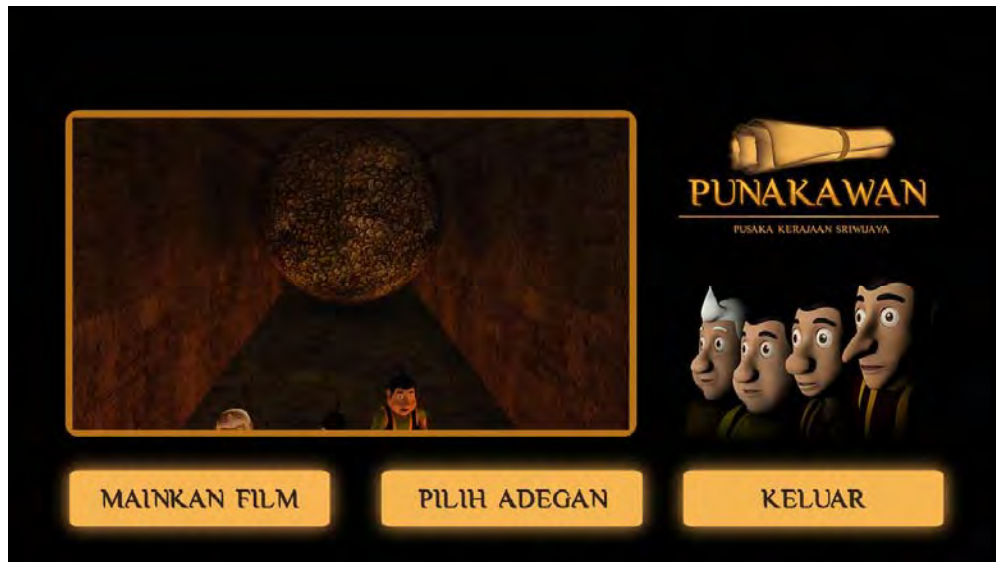 PUNAKAWAN
PUSAKA KERAJAAN SRIWIJAYA
MAINKAN FILM
PILIH ADEGAN
KELUAR